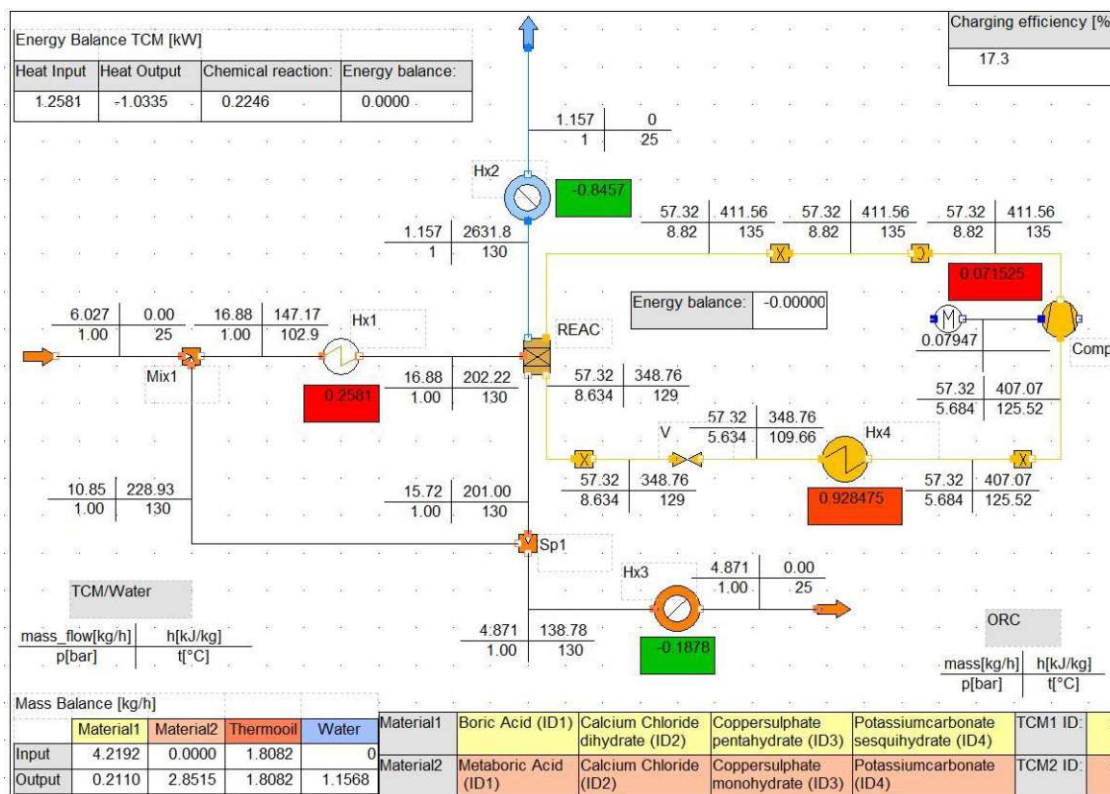 Energy Balance TCM [kW]
Heat Input Heat Output Chemical reaction: Energy balance:
1.2581 -1.0335 0.2246 0.0000
Charging efficiency [%
17.3
1.157 0
1 25
Hx2
-0.8457
1.157 2631.8
1 130
57.32 411.56
8.82 135
57.32 411.56
8.82 135
57.32 411.56
8.82 135
0.071525
Energy balance: -0.00000
M
0.07947
Comp
6.027 0.00
1.00 25
16.88 147.17
1.00 102.9
Hx1
REAC
Mix1
0.2581
16.88 202.22
1.00 130
57.32 348.76
8.634 129
57.32 407.07
5.684 125.52
V
57.32 348.76
5.634 109.66
Hx4
10.85 228.93
1.00 130
15.72 201.00
1.00 130
57.32 348.76
8.634 129
0.928475
57.32 407.07
5.684 125.52
Sp1
Hx3
4.871 0.00
1.00 25
TCM/Water
mass_flow[kg/h] h[kJ/kg]
p[bar] t[°C]
4.871 138.78
1.00 130
-0.1878
ORC
mass[kg/h] h[kJ/kg]
p[bar] t[°C]
Mass Balance [kg/h]
Material1 Material2 Thermooil Water
Input 4.2192 0.0000 1.8082 0
Output 0.2110 2.8515 1.8082 1.1568
Material1 Boric Acid (ID1) Calcium Chloride Coppersulphate Potassiumcarbonate TCM1 ID:
dihydrate (ID2) pentahydrate (ID3) sesquihydrate (ID4)
Material2 Metaboric Acid Calcium Chloride Coppersulphate Potassiumcarbonate TCM2 ID:
(ID1) (ID2) monohydrate (ID3) (ID4)